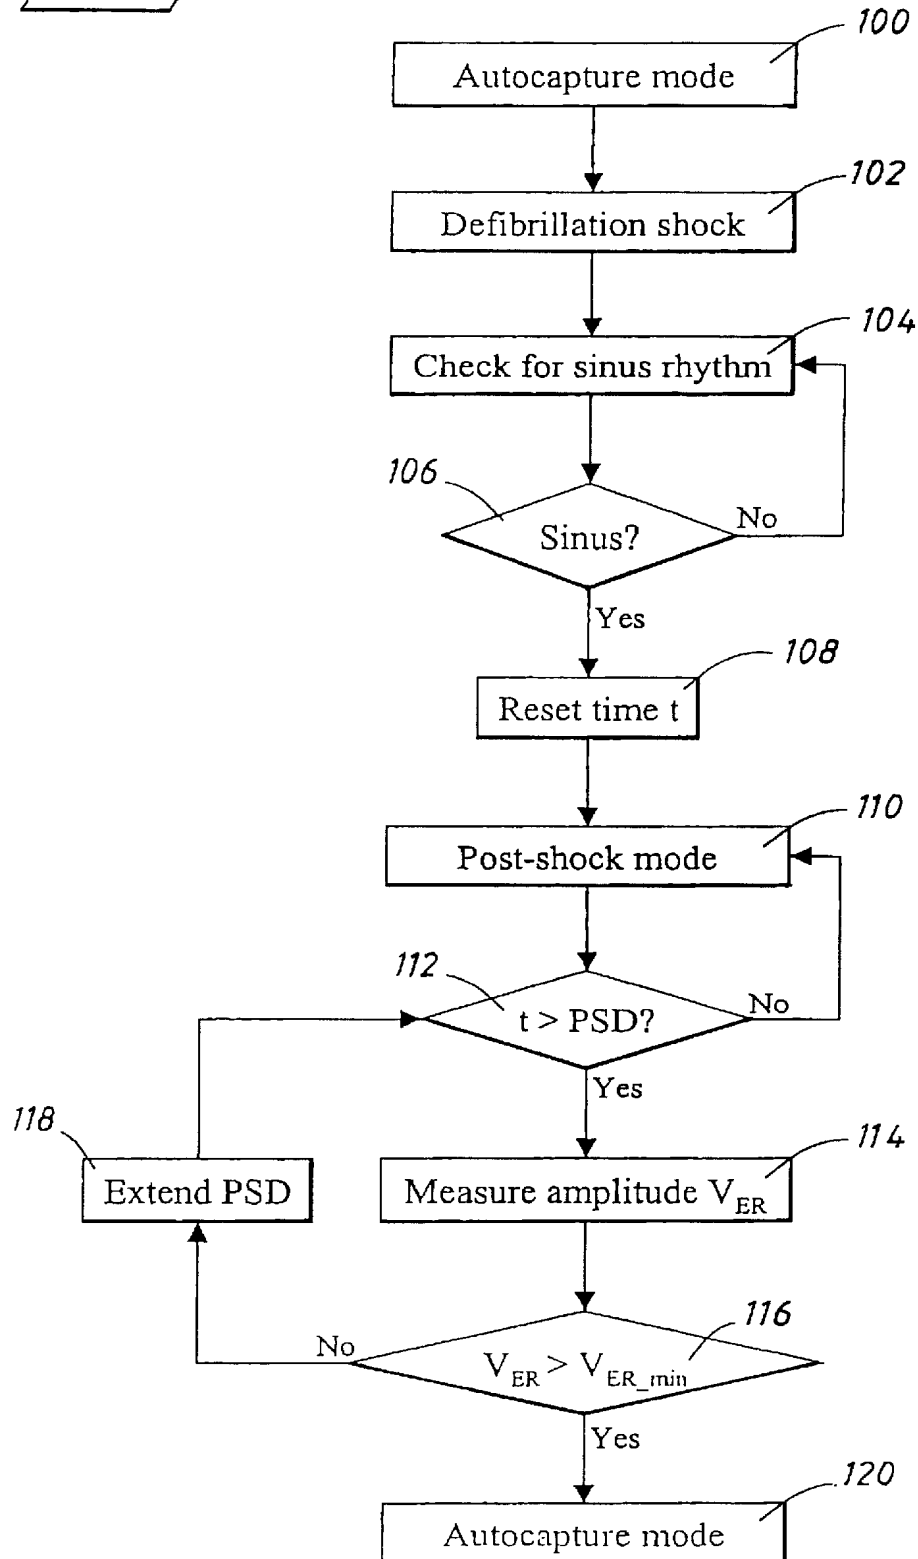 100
Autocapture mode
102
Defibrillation shock
104
Check for sinus rhythm
106
Sinus?
No
Yes
108
Reset time t
110
Post-shock mode
112
t > PSD?
No
Yes
118
Extend PSD
114
Measure amplitude V_ER
116
V_ER > V_ER_min
No
Yes
120
Autocapture mode